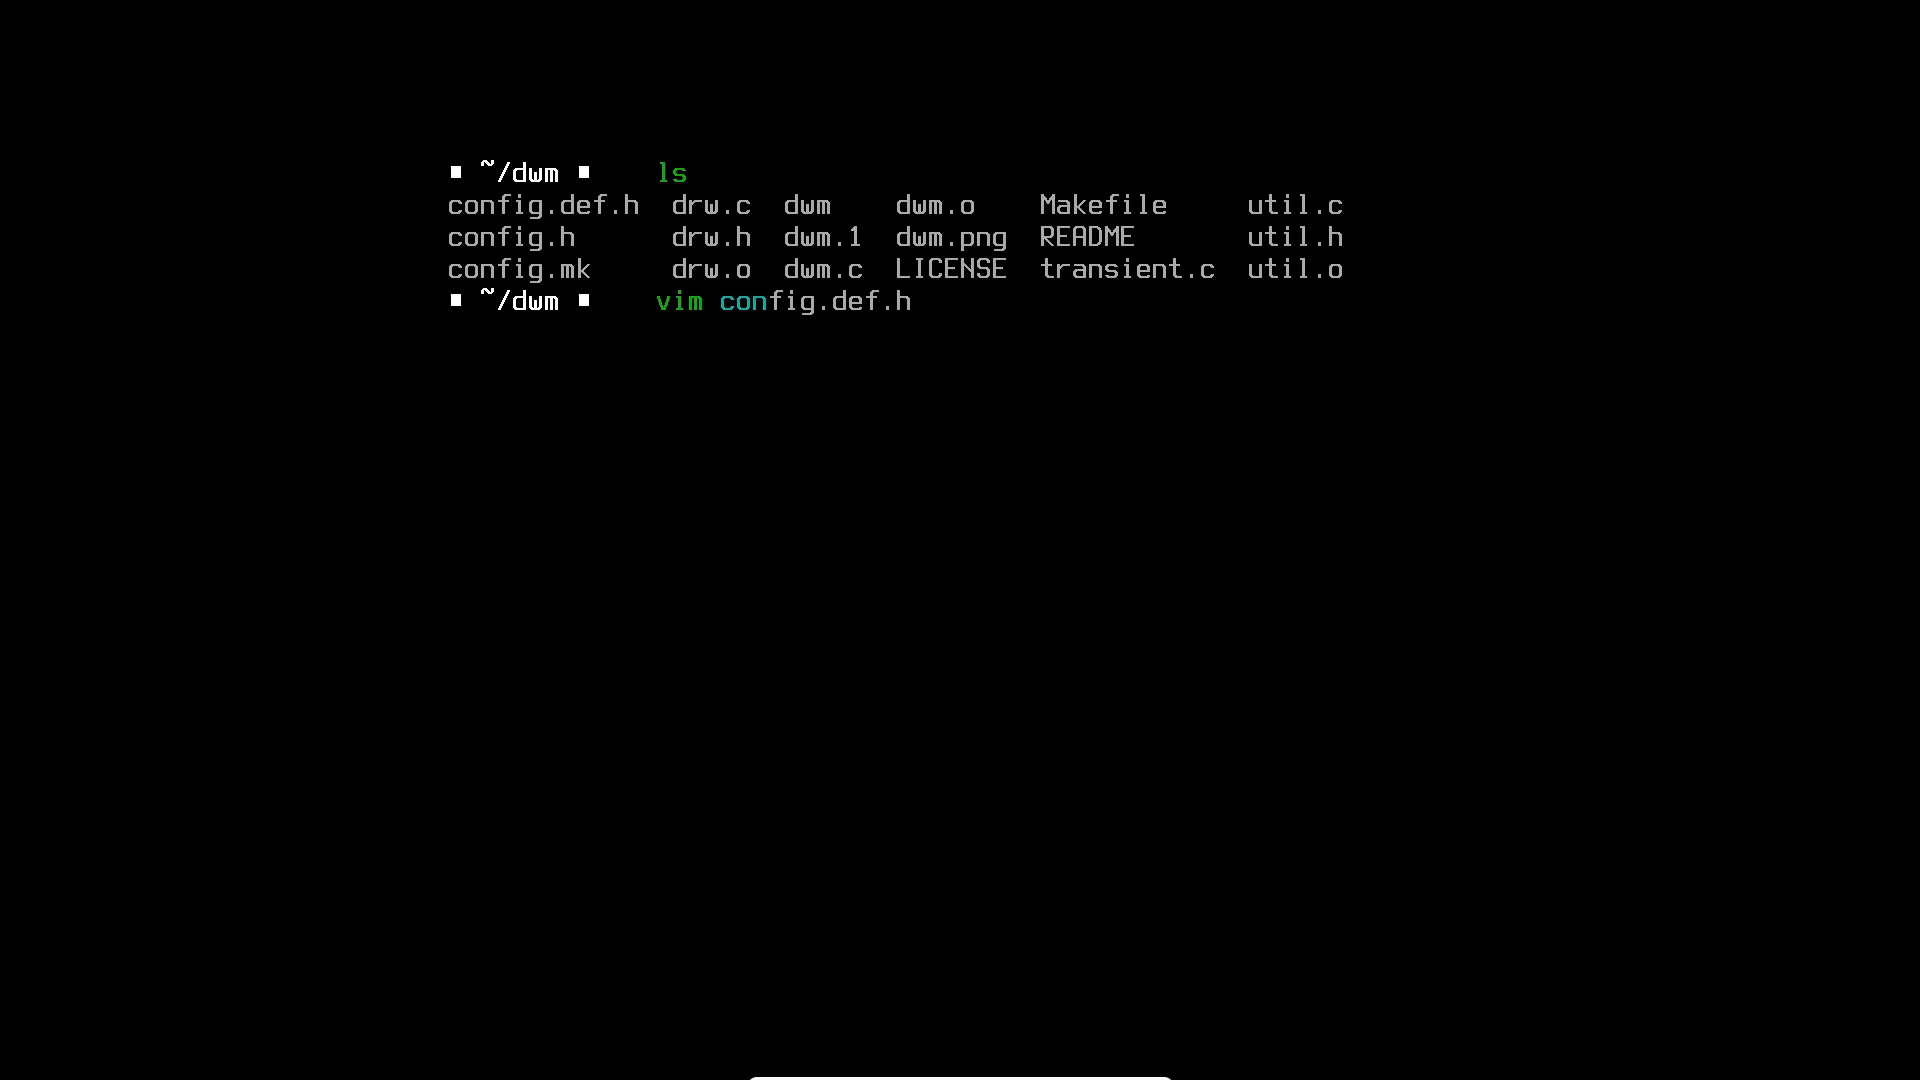 ▪ ~/dwm ▪    ls
config.def.h  drw.c  dwm    dwm.o    Makefile     util.c
config.h      drw.h  dwm.1  dwm.png  README       util.h
config.mk     drw.o  dwm.c  LICENSE  transient.c  util.o
▪ ~/dwm ▪    vim config.def.h